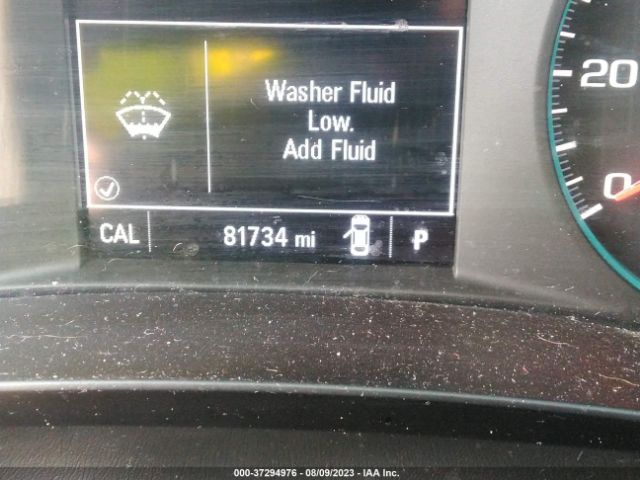 Washer Fluid
Low.
Add Fluid
CAL
81734 mi
P
20
0
000-37294976 - 08/09/2023 - IAA Inc.